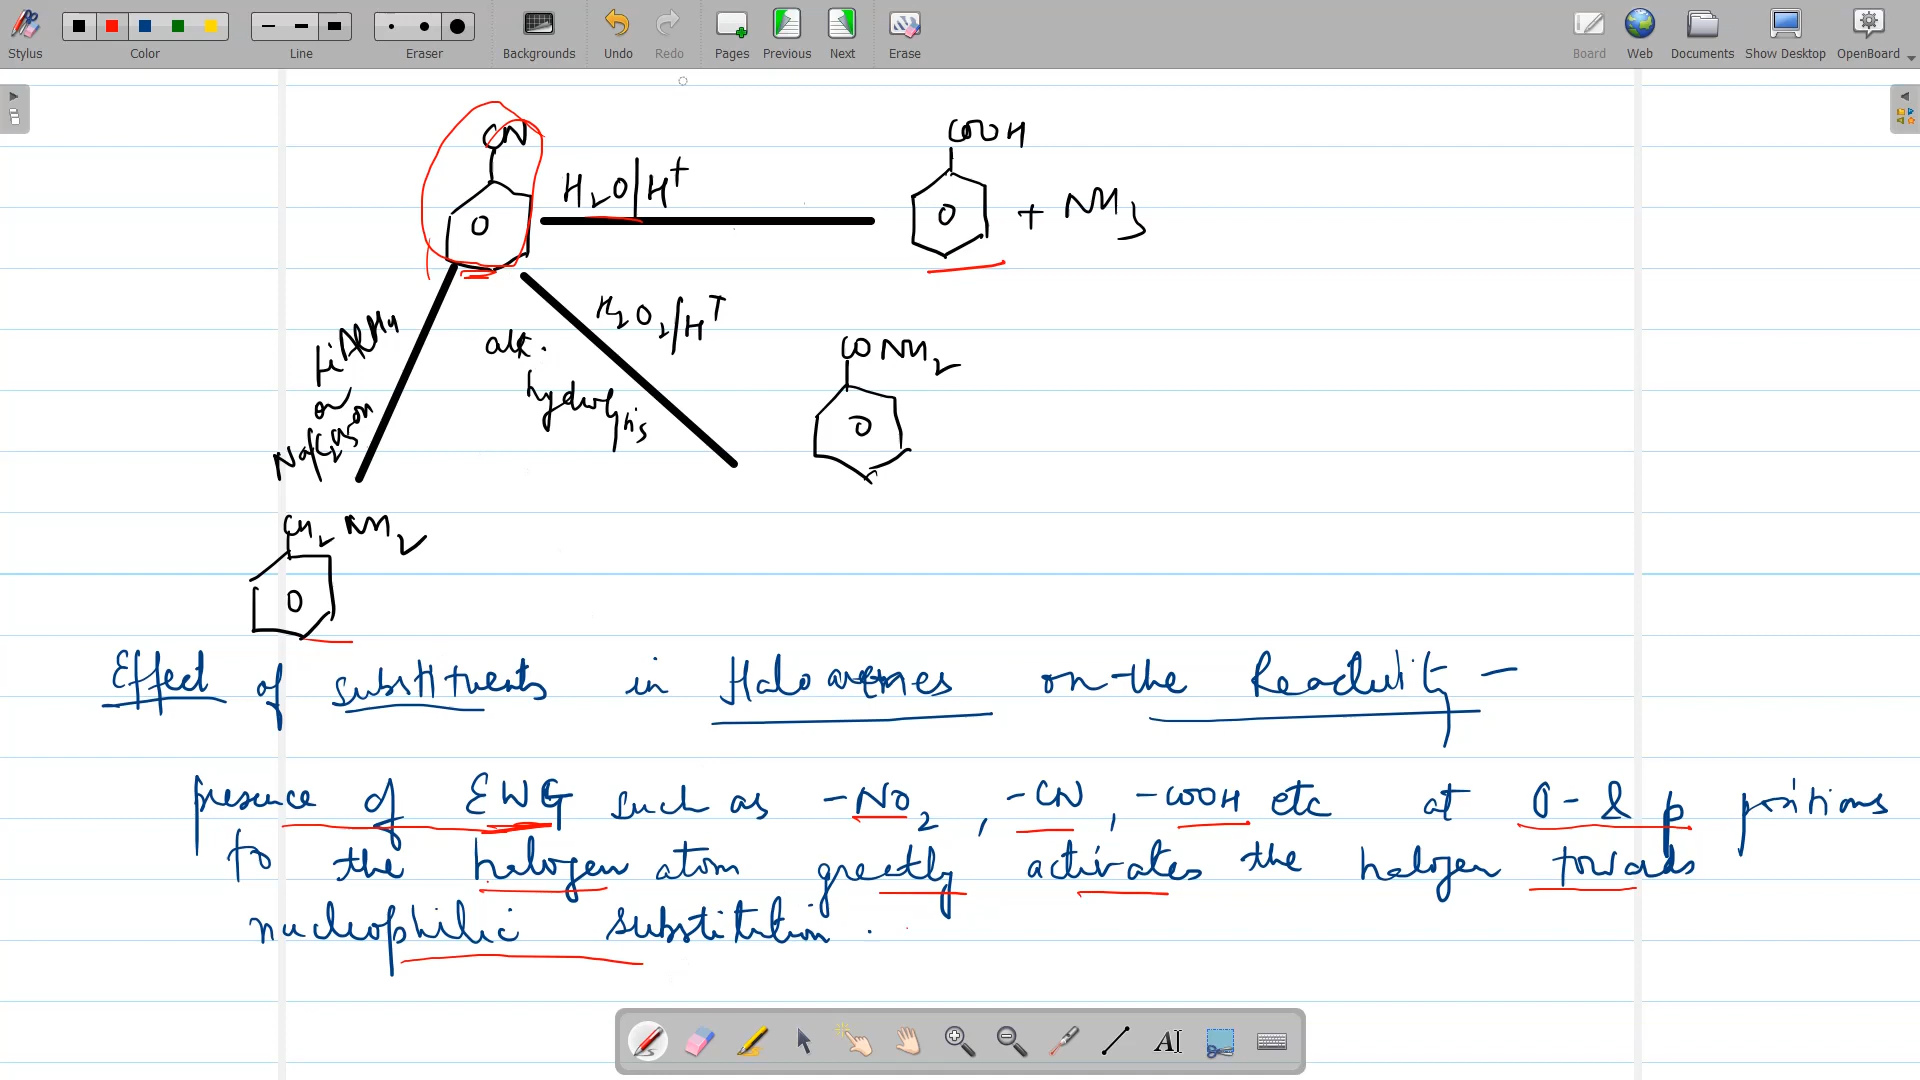 Stylus Color Line Eraser Backgrounds Undo Redo Pages Previous Next Erase Board Web Documents Show Desktop OpenBoard
CN
COOH
H2O/H+
O
O + NH3
H2O2/H+
LiAlH4
alk.
CONH2
or
hydrolysis
Na/C2H5OH
O
CH2NH2
O
Effect of substituents in Haloarenes on the Reactivity -
presence of EWG such as -NO2, -CN, -COOH etc at O- & p positions
to the halogen atom greatly activates the halogen towards
nucleophilic substitution.